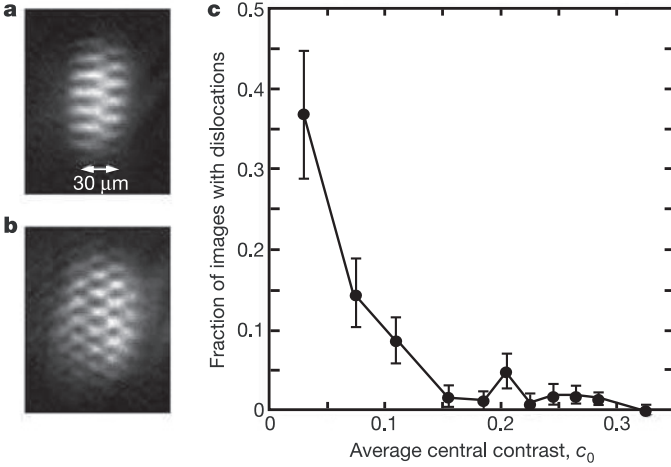 a
30 μm
b
c
Fraction of images with dislocations
0.5
0.4
0.3
0.2
0.1
0
0
0.1
0.2
0.3
Average central contrast, c₀